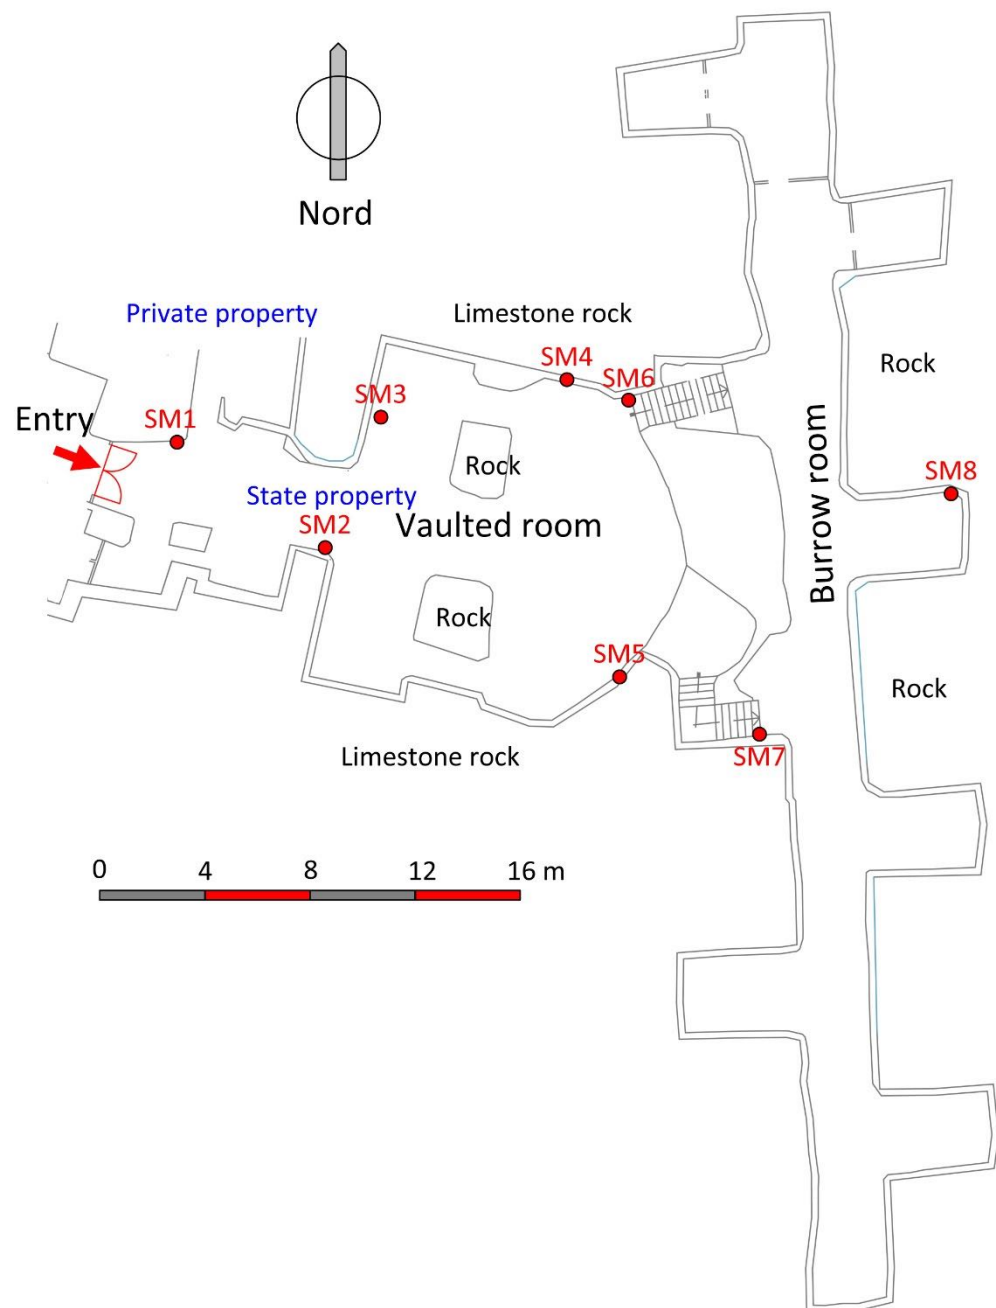 Nord
Private property
Limestone rock
Rock
SM4
SM6
SM3
Entry
SM1
Rock
SM8
State property
SM2
Vaulted room
Burrow room
Rock
SM5
Rock
SM7
Limestone rock
0 4 8 12 16 m